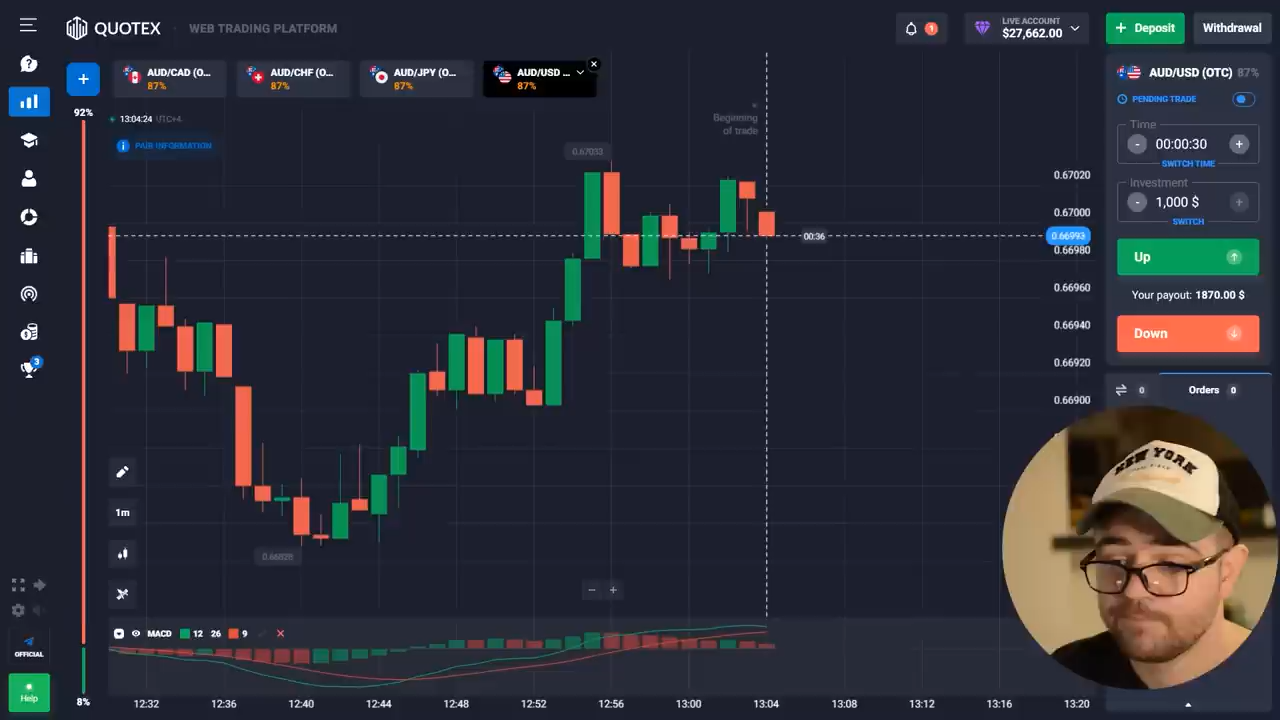 QUOTEX
WEB TRADING PLATFORM
1
LIVE ACCOUNT
$27,662.00
+ Deposit
Withdrawal
+
AUD/CAD (O...
87%
AUD/CHF (O...
87%
AUD/JPY (O...
87%
AUD/USD ...
87%
92%
13:04:24 UTC+4
PAIR INFORMATION
Beginning
of trade
0.67033
00:36
0.67020
0.67000
0.66993
0.66980
0.66960
0.66940
0.66920
0.66900
AUD/USD (OTC) 87%
PENDING TRADE
Time
- 00:00:30 +
SWITCH TIME
Investment
- 1,000 $ +
SWITCH
Up
Your payout: 1870.00 $
Down
0
Orders 0
NEW YORK
3
1m
0.66828
− +
MACD 12 26 9
OFFICIAL
Help
8%
12:32
12:36
12:40
12:44
12:48
12:52
12:56
13:00
13:04
13:08
13:12
13:16
13:20